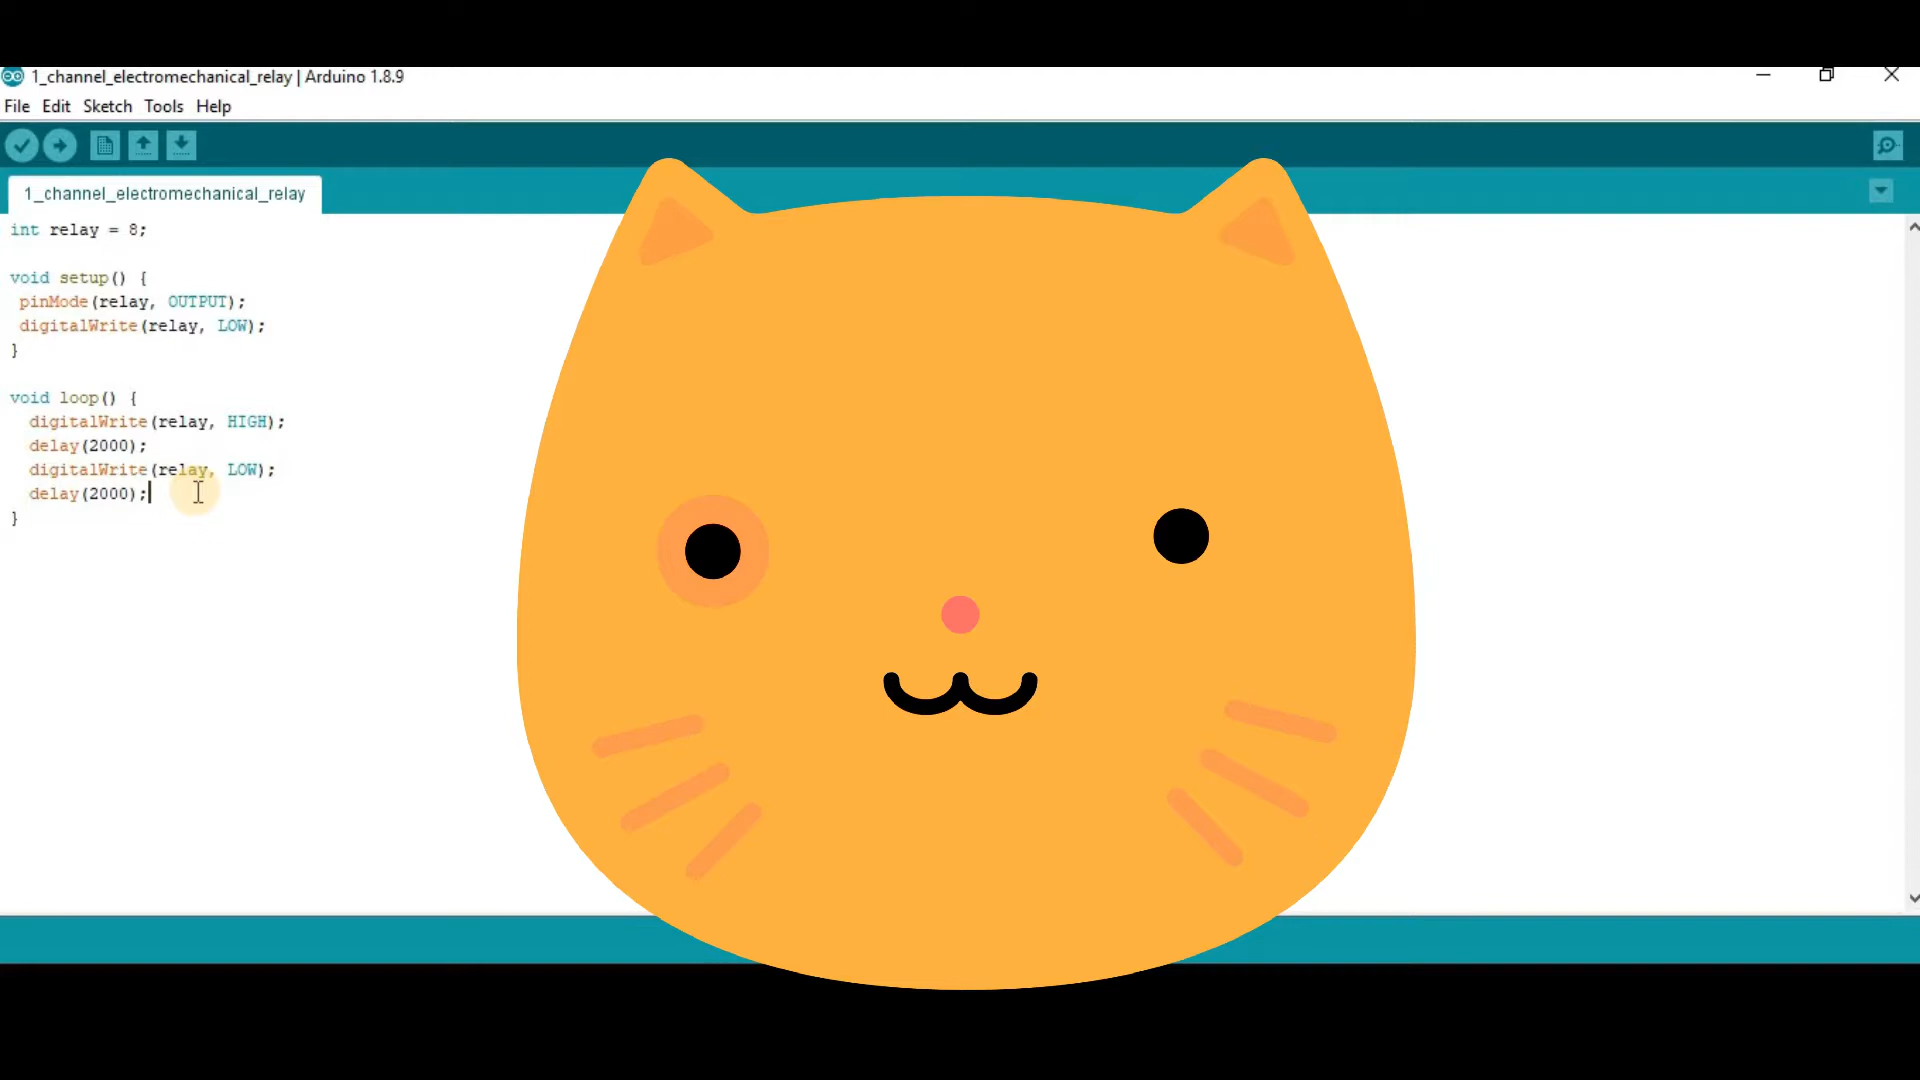 1_channel_electromechanical_relay | Arduino 1.8.9
File Edit Sketch Tools Help
1_channel_electromechanical_relay
int relay = 8;
void setup() {
pinMode(relay, OUTPUT);
digitalWrite(relay, LOW);
}
void loop() {
digitalWrite(relay, HIGH);
delay(2000);
digitalWrite(relay, LOW);
delay(2000);
}